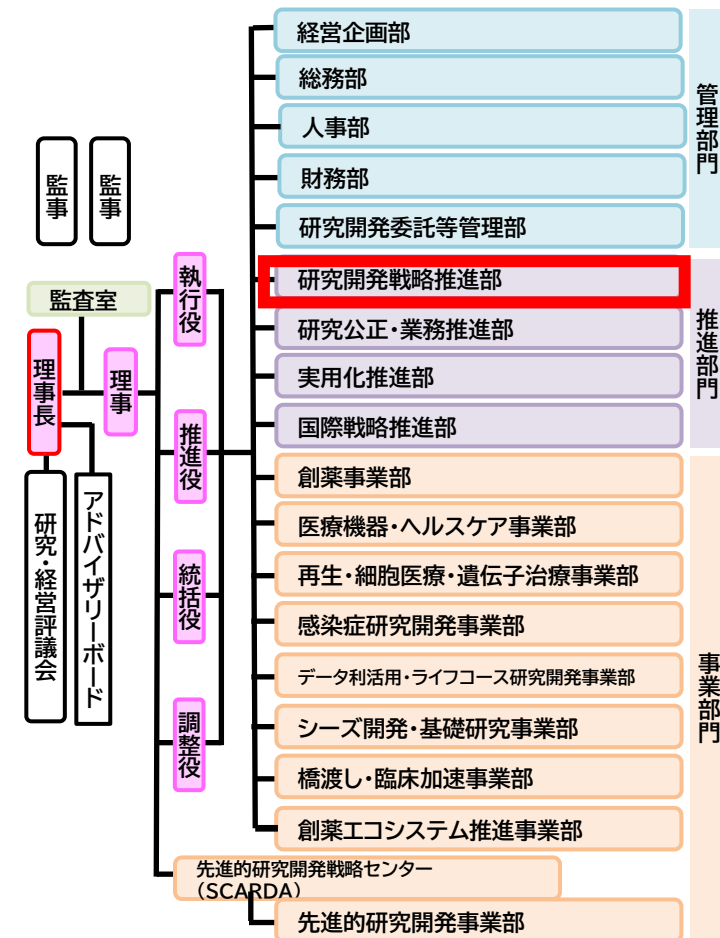 経営企画部
総務部
人事部
財務部
研究開発委託等管理部
管理部門
監事
監事
監査室
理事長
理事
執行役
推進役
統括役
調整役
研究・経営評議会
アドバイザリーボード
研究開発戦略推進部
研究公正・業務推進部
実用化推進部
国際戦略推進部
推進部門
創薬事業部
医療機器・ヘルスケア事業部
再生・細胞医療・遺伝子治療事業部
感染症研究開発事業部
データ利活用・ライフコース研究開発事業部
シーズ開発・基礎研究事業部
橋渡し・臨床加速事業部
創薬エコシステム推進事業部
先進的研究開発戦略センター
(SCARDA)
先進的研究開発事業部
事業部門